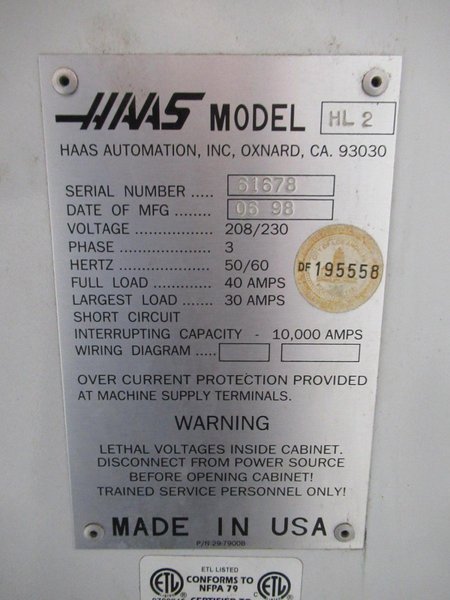 HAAS MODEL HL 2
HAAS AUTOMATION, INC, OXNARD, CA. 93030
SERIAL NUMBER ..... 61678
DATE OF MFG ........ 06 98
VOLTAGE ................. 208/230
PHASE ...................... 3
HERTZ ..................... 50/60
FULL LOAD .............. 40 AMPS
LARGEST LOAD ...... 30 AMPS
DF 195558
SHORT CIRCUIT
INTERRUPTING CAPACITY - 10,000 AMPS
WIRING DIAGRAM .....
OVER CURRENT PROTECTION PROVIDED
AT MACHINE SUPPLY TERMINALS.
WARNING
LETHAL VOLTAGES INSIDE CABINET.
DISCONNECT FROM POWER SOURCE
BEFORE OPENING CABINET!
TRAINED SERVICE PERSONNEL ONLY!
MADE IN USA
P/N 29-7900B
ETL LISTED
ETL CONFORMS TO ETL
NFPA 79